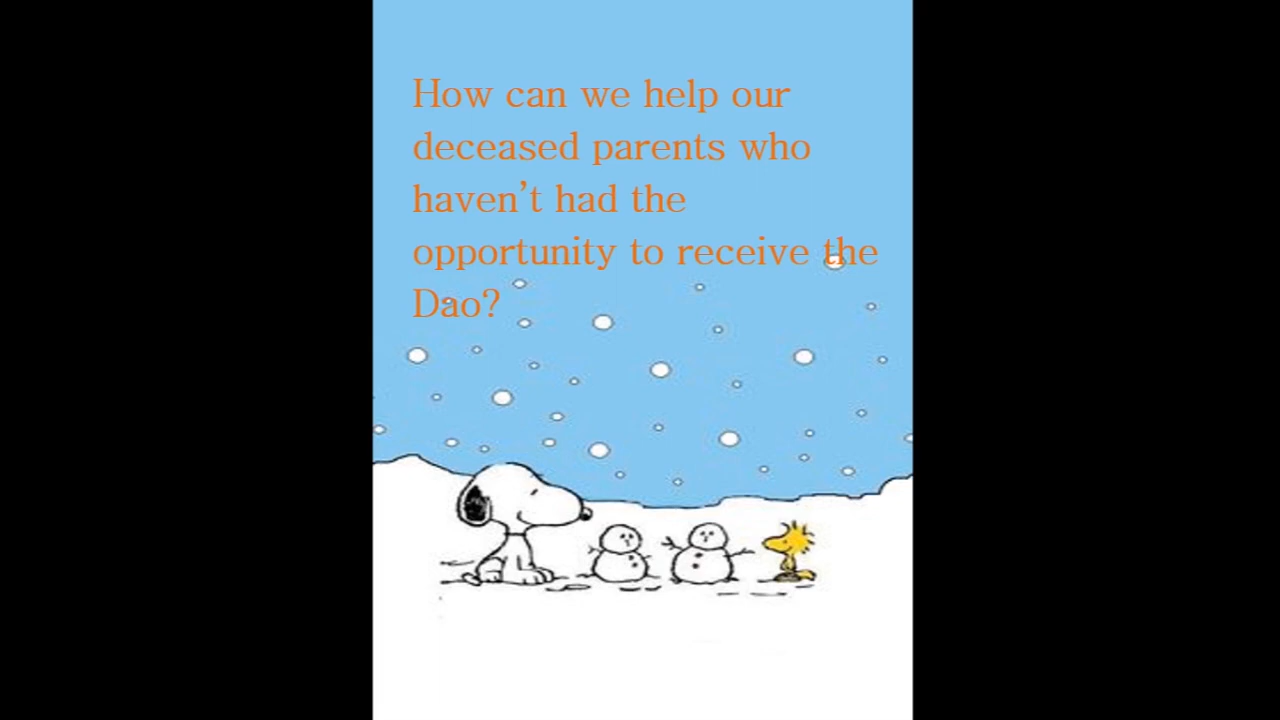 How can we help our
deceased parents who
haven’t had the
opportunity to receive the
Dao?